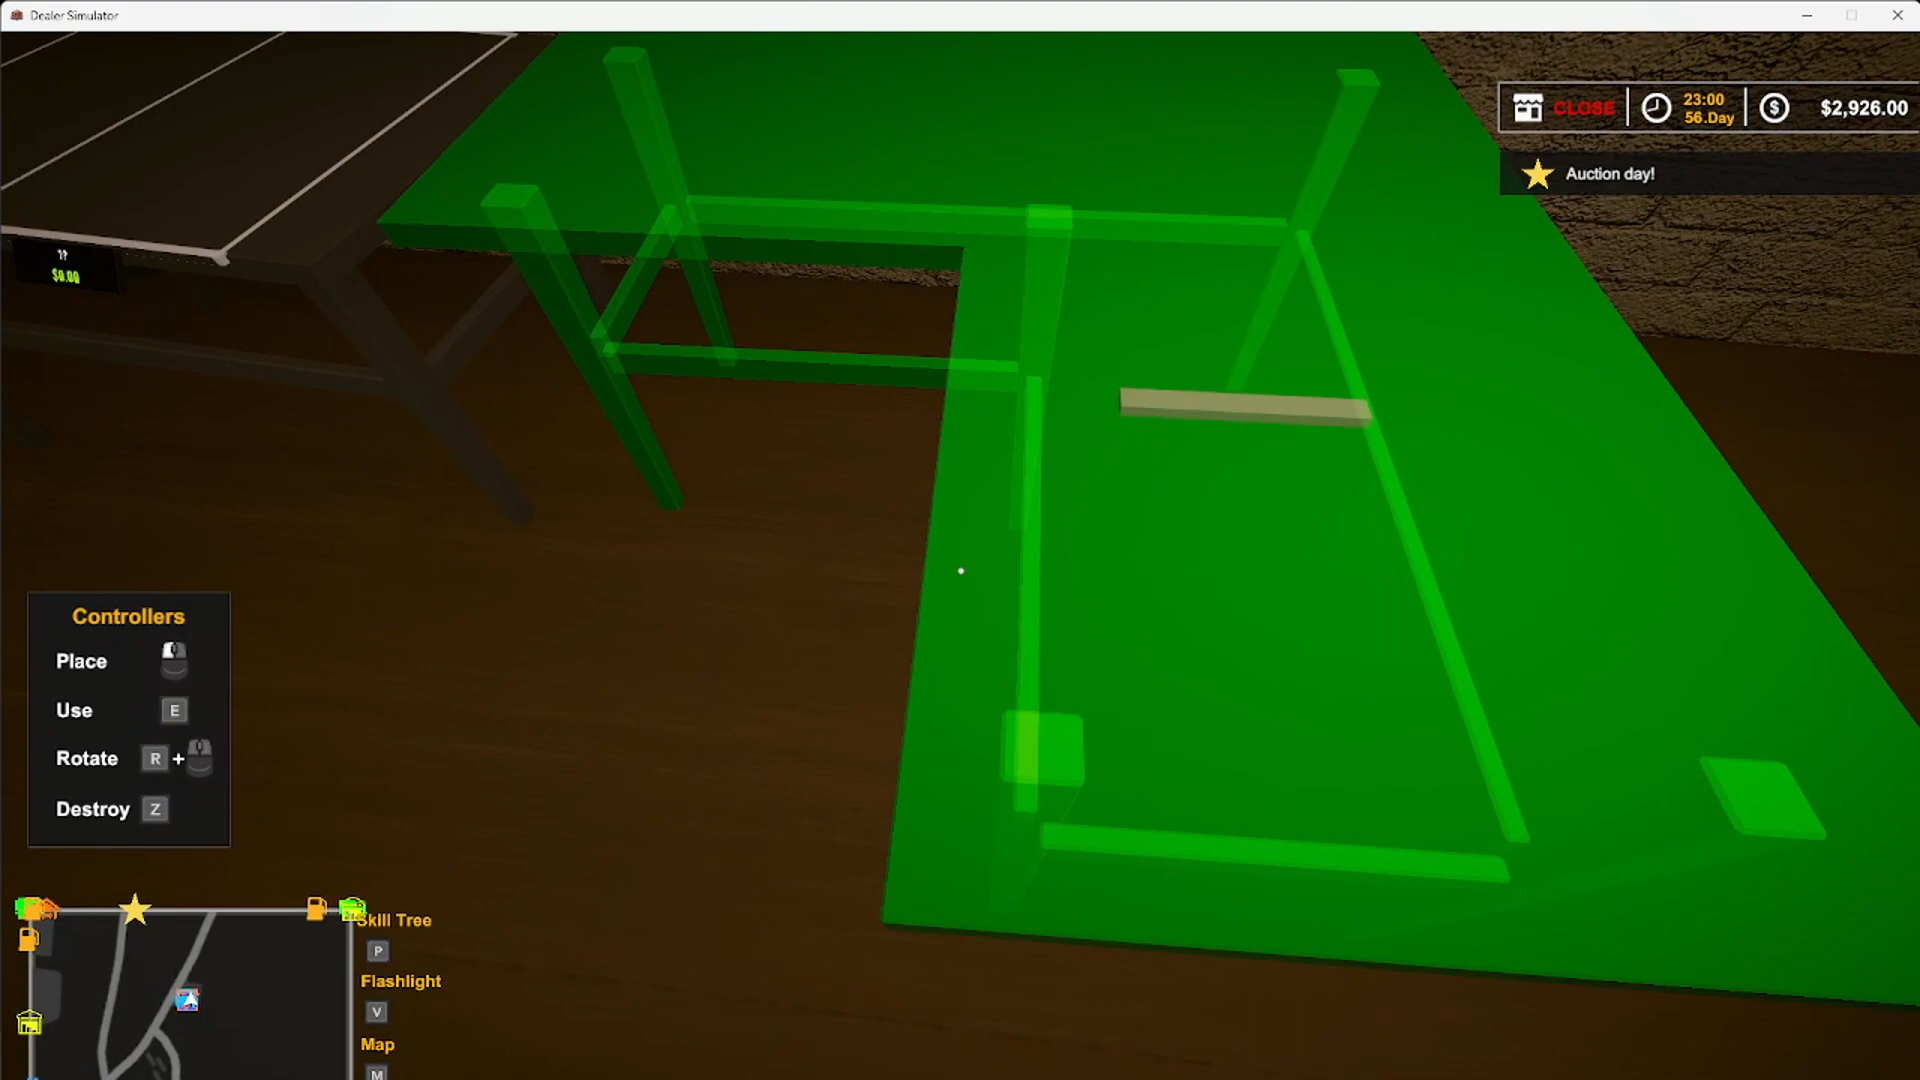 Dealer Simulator
CLOSE
23:00
56.Day
$2,926.00
Auction day!
1?
$0.00
Controllers
Place
Use E
Rotate R +
Destroy Z
Skill Tree
P
Flashlight
V
Map
M